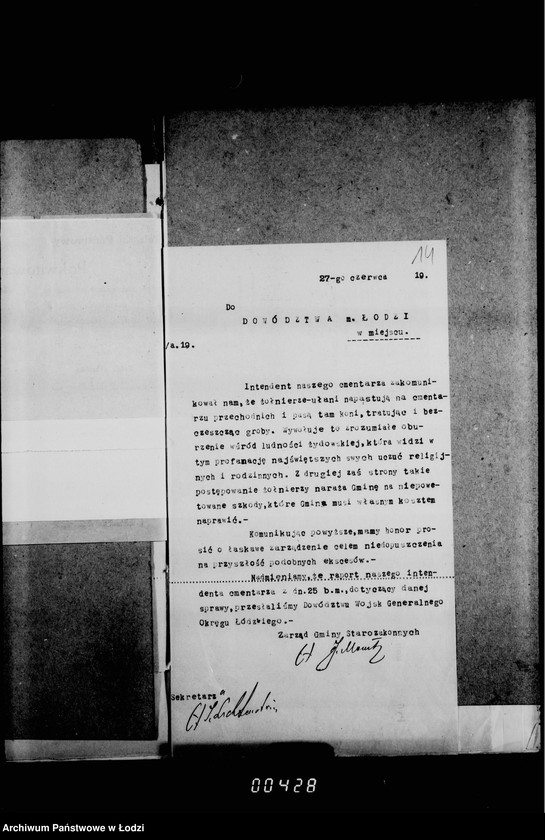 14
27-go czerwca 19.
Do
DOWÓDZTWA m. ŁODZI
w miejscu.
/a.19.
Intendent naszego cmentarza zakomuni-
kował nam, że żołnierze-ułani napastują na cmenta-
rzu przechodnich i pasą tam koni, tratując i bez-
czeszcząc groby. Wywołuje to zrozumiałe obu-
rzenie wśród ludności żydowskiej, która widzi w
tym profanację najświętszych swych uczuć religij-
nych i rodzinnych. Z drugiej zaś strony takie
postępowanie żołnierzy naraża Gminę na niepowe-
towane szkody, które Gmina musi własnym kosztem
naprawić.-
Komunikując powyższe, mamy honor pro-
sić o łaskawe zarządzenie celem niedopuszczenia
na przyszłość podobnych ekscesów.-
Nadmieniamy, że raport naszego inten-
denta cmentarza z dn.25 b.m., dotyczący danej
sprawy, przesłaliśmy Dowództwu Wojsk Generalnego
Okręgu Łódzkiego.-
Zarząd Gminy Starozakonnych
Sekretarz
00428
Archiwum Państwowe w Łodzi